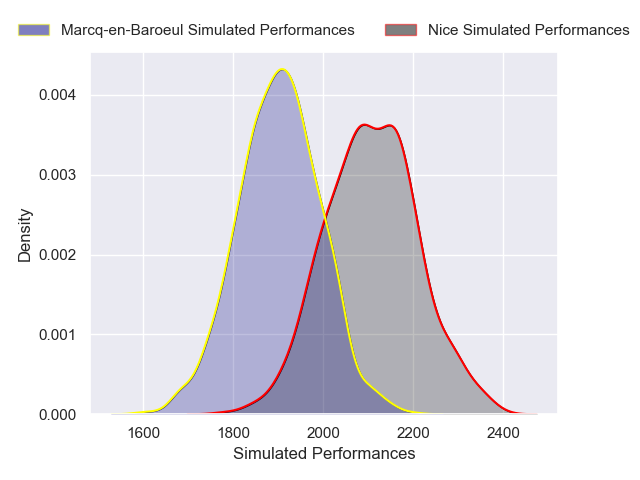 Marcq-en-Baroeul Simulated Performances
Nice Simulated Performances
0.004
0.003
0.002
0.001
0.000
Density
1600
1800
2000
2200
2400
Simulated Performances